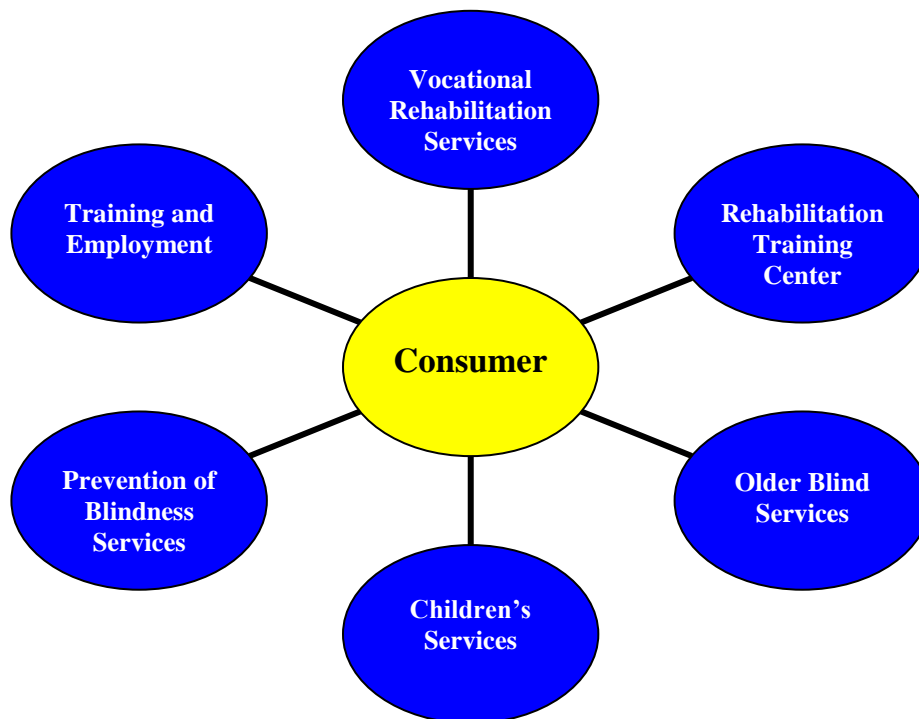 Vocational
Rehabilitation
Services
Training and
Employment
Rehabilitation
Training
Center
Consumer
Prevention of
Blindness
Services
Older Blind
Services
Children’s
Services